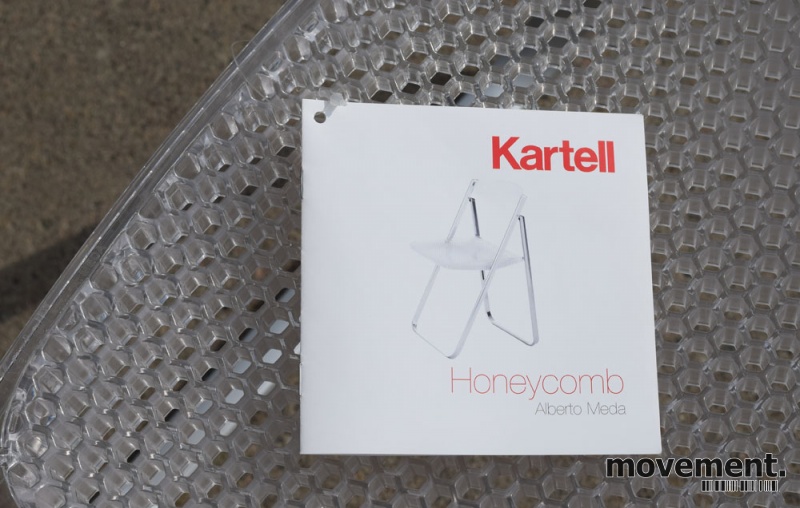 Kartell
Honeycomb
Alberto Meda
movement.